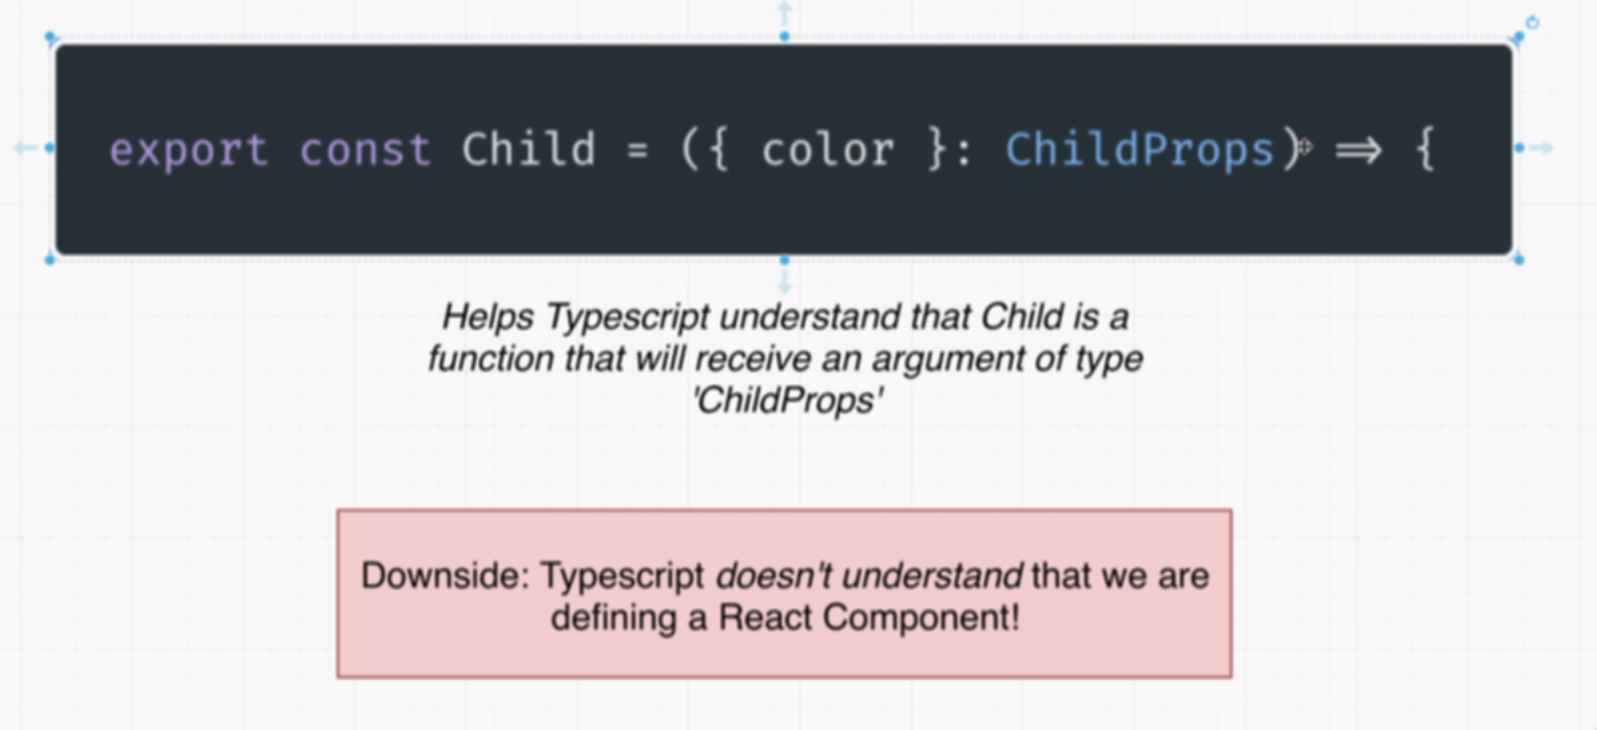 export const Child = ({ color }: ChildProps) => {
Helps Typescript understand that Child is a
function that will receive an argument of type
'ChildProps'
Downside: Typescript doesn't understand that we are
defining a React Component!